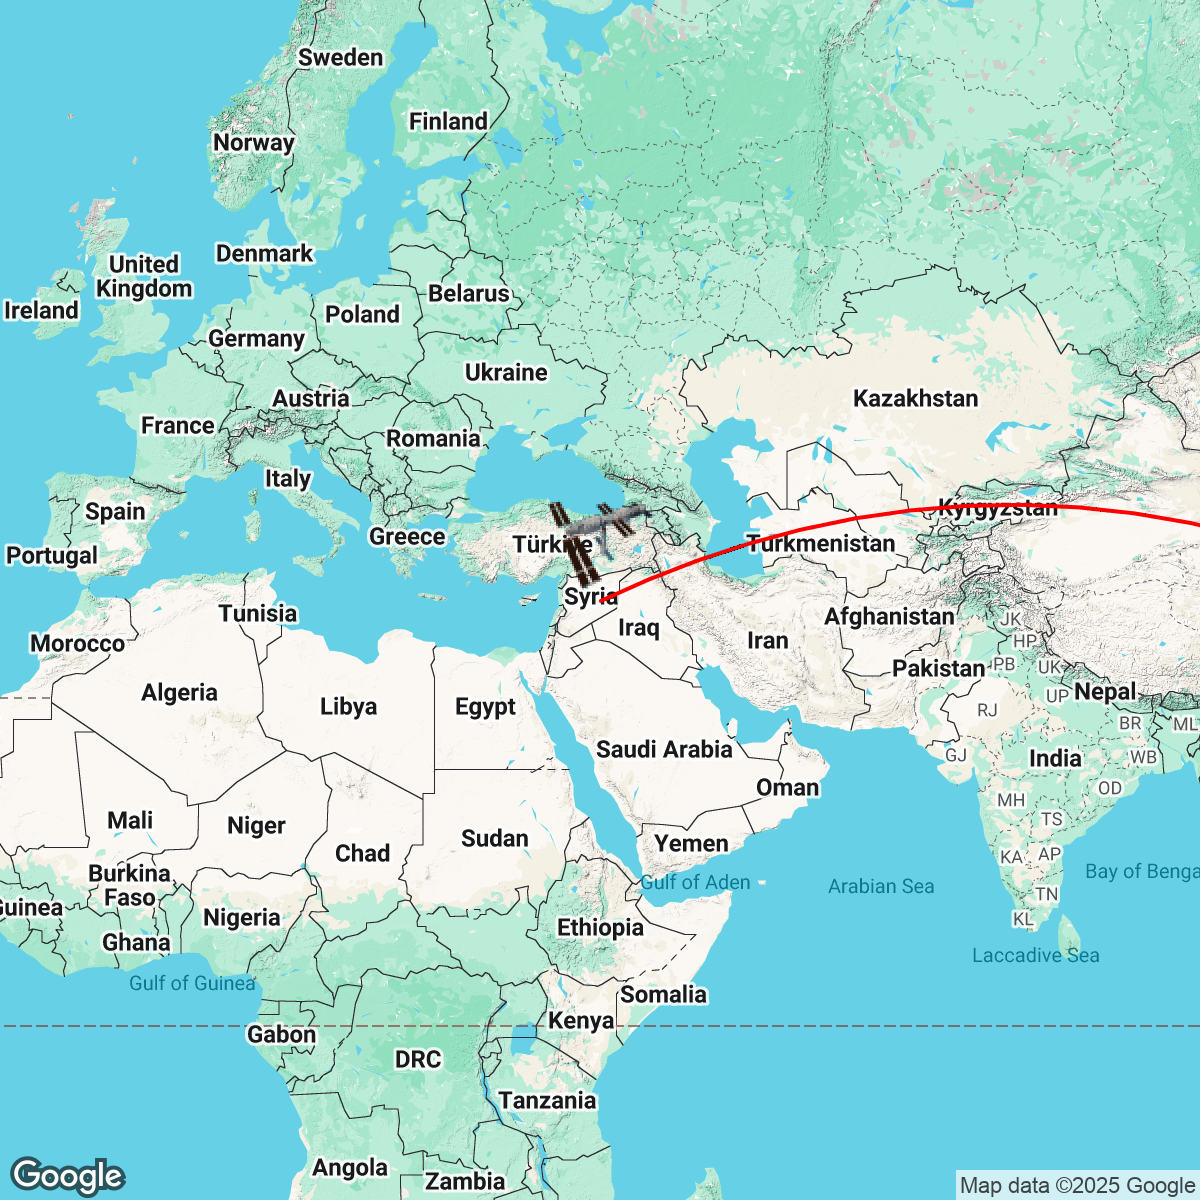 Sweden
Finland
Norway
Denmark
United
Kingdom
Ireland
Belarus
Poland
Germany
Ukraine
Austria
Kazakhstan
France
Romania
Italy
Spain
Kyrgyzstan
Greece
Türkiye
Turkmenistan
Portugal
Syria
Tunisia
Afghanistan
JK
Iraq
Iran
HP
Morocco
Pakistan
PB
UK
Algeria
UP
Nepal
Libya
Egypt
RJ
BR
ML
Saudi Arabia
GJ
India
WB
Oman
OD
MH
Mali
Niger
Sudan
TS
Yemen
Chad
KA
AP
Burkina
Faso
Gulf of Aden
Arabian Sea
Bay of Benga
TN
Guinea
Nigeria
KL
Ethiopia
Ghana
Laccadive Sea
Gulf of Guinea
Somalia
Kenya
Gabon
DRC
Tanzania
Angola
Zambia
Google
Map data ©2025 Google